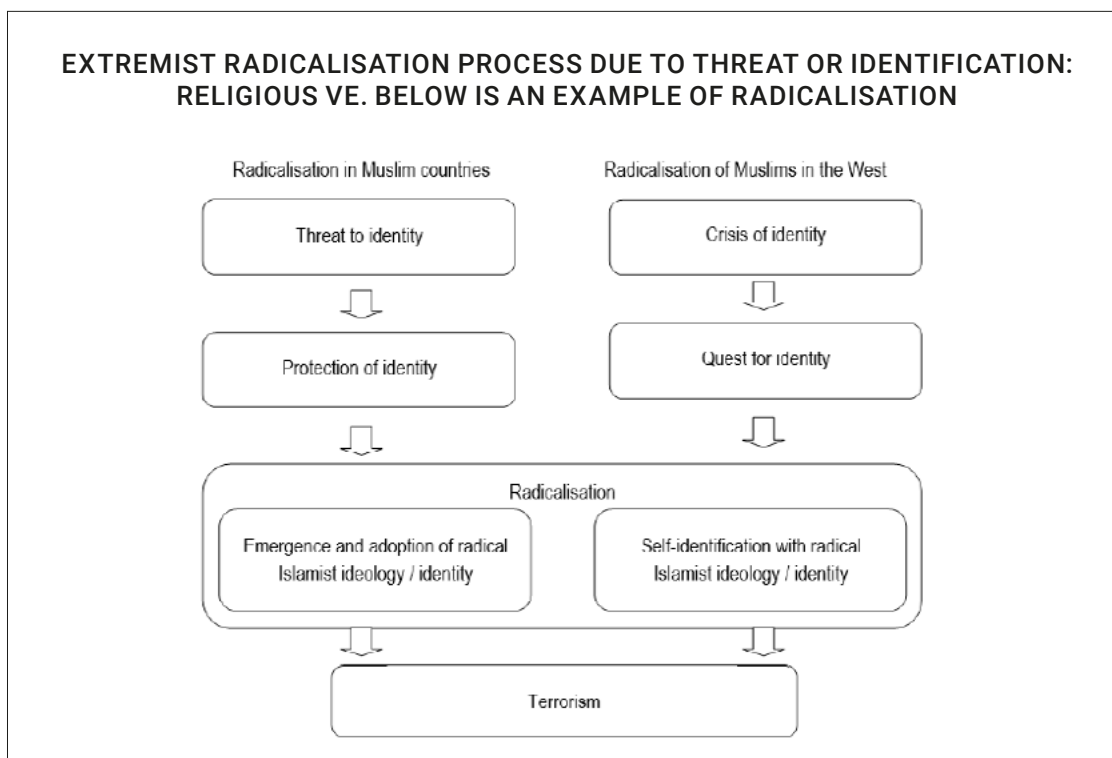 EXTREMIST RADICALISATION PROCESS DUE TO THREAT OR IDENTIFICATION:
RELIGIOUS VE. BELOW IS AN EXAMPLE OF RADICALISATION
Radicalisation in Muslim countries
Radicalisation of Muslims in the West
Threat to identity
Crisis of identity
Protection of identity
Quest for identity
Radicalisation
Emergence and adoption of radical
Islamist ideology / identity
Self-identification with radical
Islamist ideology / identity
Terrorism